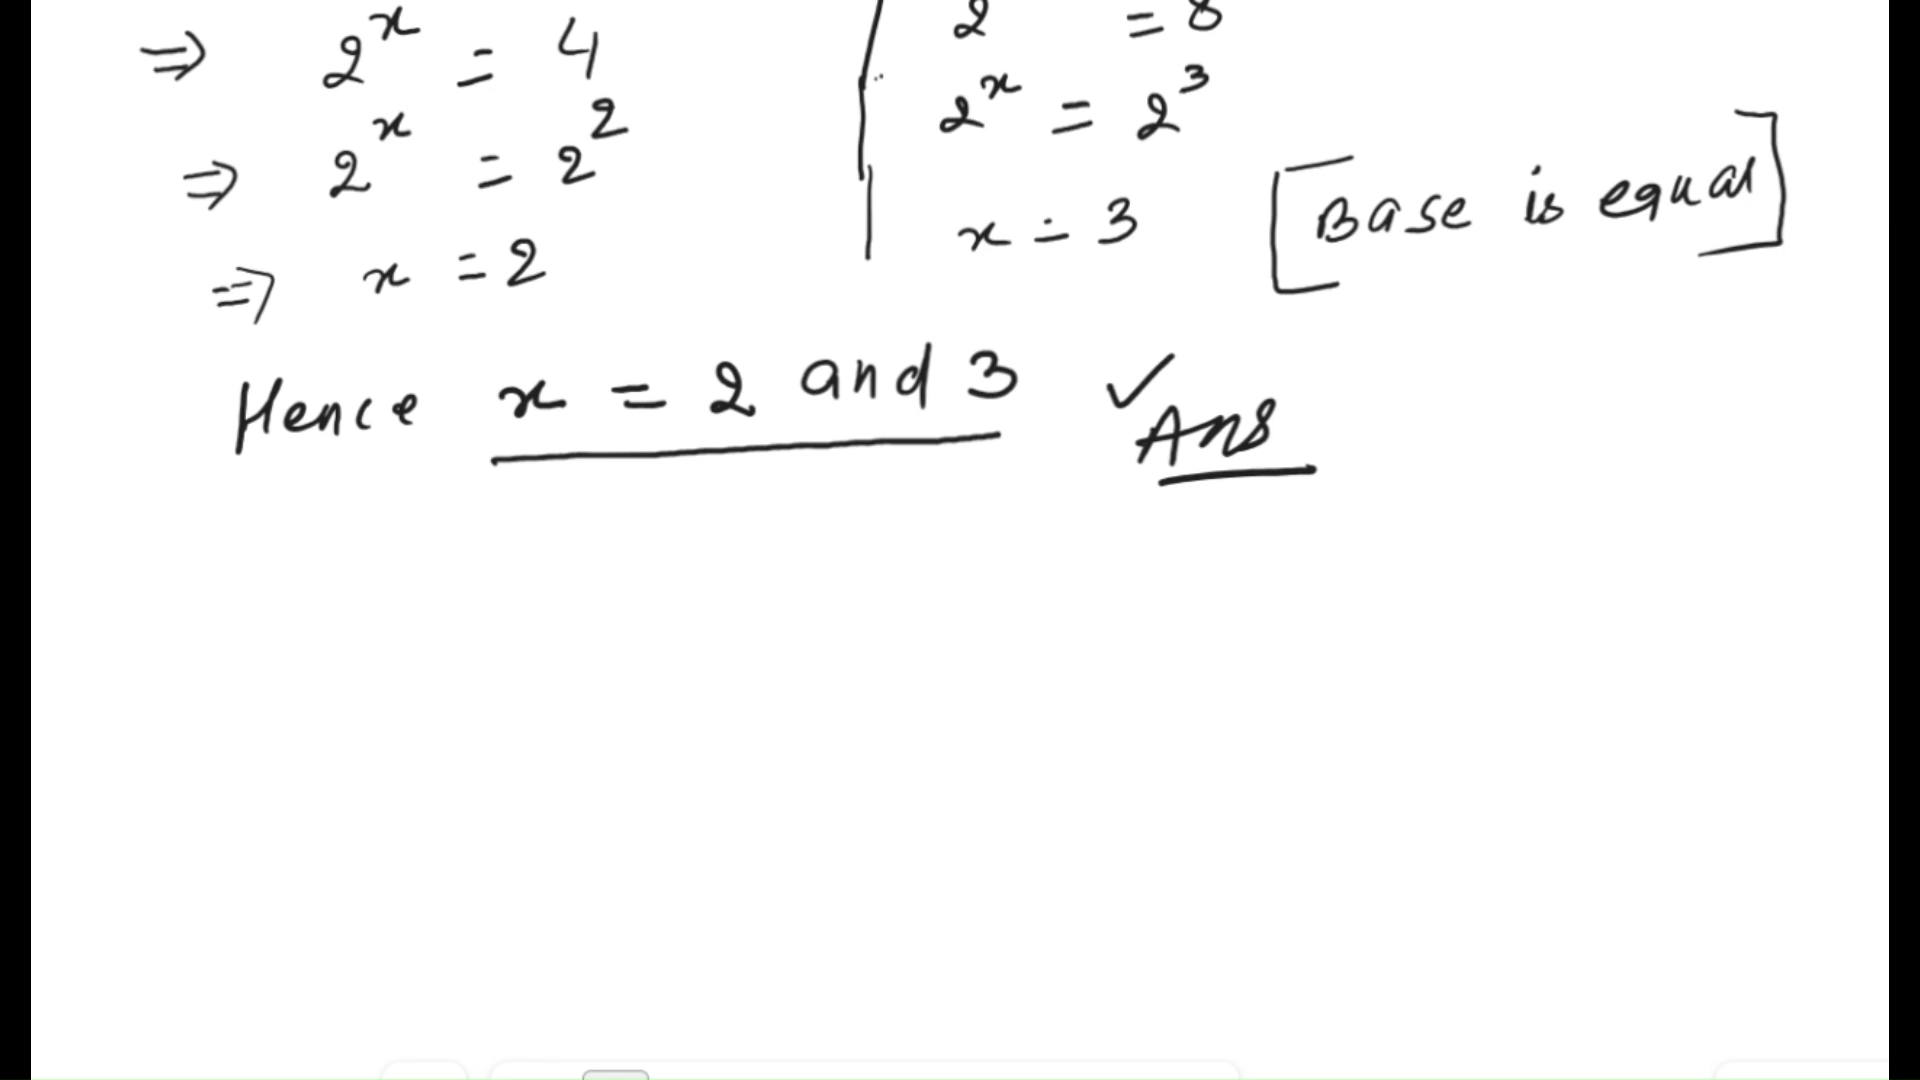 ⇒ 2^x = 4
⇒ 2^x = 2^2
⇒ x = 2
2 = 8
2^x = 2^3
x = 3 [Base is equal]
Hence x = 2 and 3 ✓ Ans